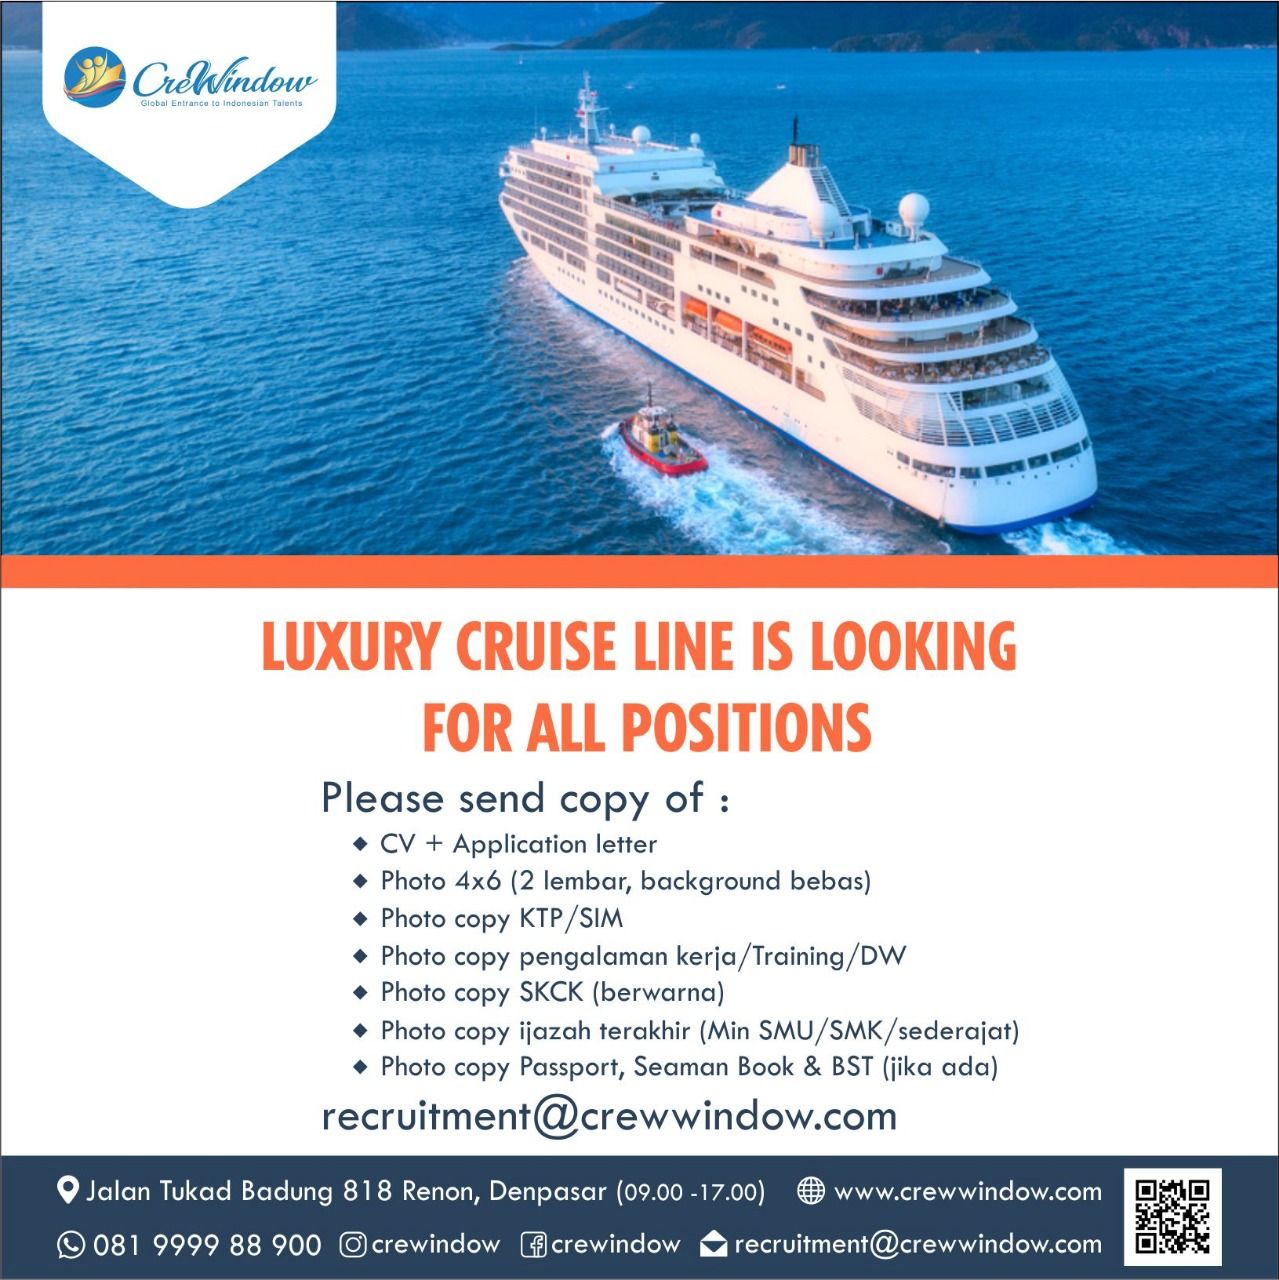 CreWindow
Global Entrance to Indonesian Talents
LUXURY CRUISE LINE IS LOOKING
FOR ALL POSITIONS
Please send copy of :
◆ CV + Application letter
◆ Photo 4x6 (2 lembar, background bebas)
◆ Photo copy KTP/SIM
◆ Photo copy pengalaman kerja/Training/DW
◆ Photo copy SKCK (berwarna)
◆ Photo copy ijazah terakhir (Min SMU/SMK/sederajat)
◆ Photo copy Passport, Seaman Book & BST (jika ada)
recruitment@crewwindow.com
Jalan Tukad Badung 818 Renon, Denpasar (09.00 -17.00) www.crewwindow.com
081 9999 88 900 crewindow crewindow recruitment@crewwindow.com